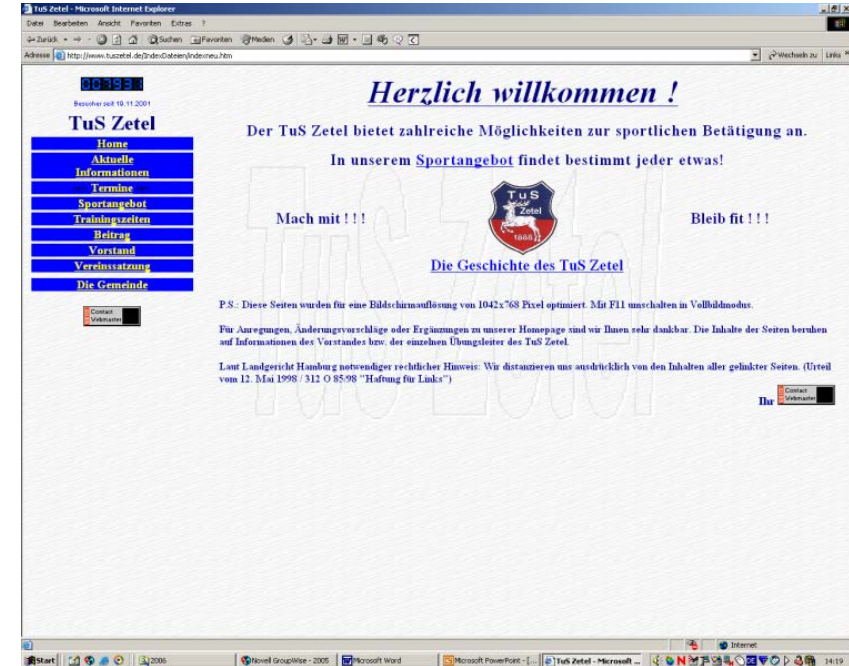 TuS Zetel - Microsoft Internet Explorer
Datei Bearbeiten Ansicht Favoriten Extras ?
Zurück Suchen Favoriten Medien
Adresse http://www.tuszetel.de/IndexDateien/indexneu.htm Wechseln zu Links
007931
Besucher seit 19.11.2001
TuS Zetel
Home
Aktuelle
Informationen
Termine
Sportangebot
Trainingszeiten
Beitrag
Vorstand
Vereinssatzung
Die Gemeinde
Contact
Webmaster
Herzlich willkommen !
Der TuS Zetel bietet zahlreiche Möglichkeiten zur sportlichen Betätigung an.
In unserem Sportangebot findet bestimmt jeder etwas!
Mach mit ! ! !
TuS
Zetel
1888
Bleib fit ! ! !
Die Geschichte des TuS Zetel
P.S.: Diese Seiten wurden für eine Bildschirmauflösung von 1042x768 Pixel optimiert. Mit F11 umschalten in Vollbildmodus.
Für Anregungen, Änderungsvorschläge oder Ergänzungen zu unserer Homepage sind wir Ihnen sehr dankbar. Die Inhalte der Seiten beruhen
auf Informationen des Vorstandes bzw. der einzelnen Übungsleiter des TuS Zetel.
Laut Landgericht Hamburg notwendiger rechtlicher Hinweis: Wir distanzieren uns ausdrücklich von den Inhalten aller gelinkter Seiten. (Urteil
vom 12. Mai 1998 / 312 O 85/98 "Haftung für Links")
Ihr Contact
Webmaster
TuS Zetel
Internet
Start 2006 Novell GroupWise - 2005 Microsoft Word Microsoft PowerPoint - [... TuS Zetel - Microsoft ... 14:19